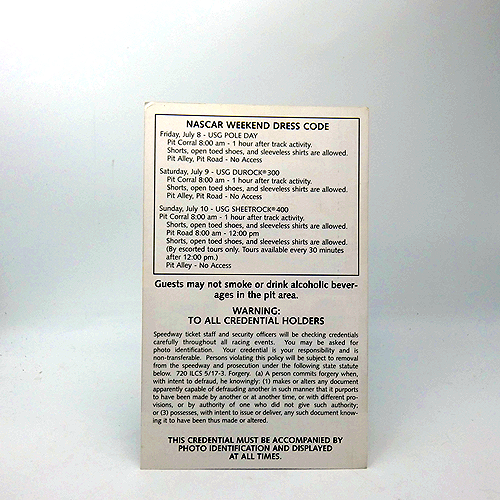 NASCAR WEEKEND DRESS CODE
Friday, July 8 - USG POLE DAY
Pit Corral 8:00 am - 1 hour after track activity.
Shorts, open toed shoes, and sleeveless shirts are allowed.
Pit Alley, Pit Road - No Access
Saturday, July 9 - USG DUROCK® 300
Pit Corral 8:00 am - 1 hour after track activity.
Shorts, open toed shoes, and sleeveless shirts are allowed.
Pit Alley, Pit Road - No Access
Sunday, July 10 - USG SHEETROCK® 400
Pit Corral 8:00 am - 1 hour after track activity.
Shorts, open toed shoes, and sleeveless shirts are allowed.
Pit Road 8:00 am - 12:00 pm
Shorts, open toed shoes, and sleeveless shirts are allowed.
(By escorted tours only. Tours available every 30 minutes
after 12:00 pm.)
Pit Alley - No Access
Guests may not smoke or drink alcoholic bever-
ages in the pit area.
WARNING:
TO ALL CREDENTIAL HOLDERS
Speedway ticket staff and security officers will be checking credentials
carefully throughout all racing events. You may be asked for
photo identification. Your credential is your responsibility and is
non-transferable. Persons violating this policy will be subject to removal
from the speedway and prosecution under the following state statute
below. 720 ILCS 5/17-3. Forgery. (a) A person commits forgery when,
with intent to defraud, he knowingly: (1) makes or alters any document
apparently capable of defrauding another in such manner that it purports
to have been made by another or at another time, or with different pro-
visions, or by authority of one who did not give such authority;
or (3) possesses, with intent to issue or deliver, any such document know-
ing it to have been thus made or altered.
THIS CREDENTIAL MUST BE ACCOMPANIED BY
PHOTO IDENTIFICATION AND DISPLAYED
AT ALL TIMES.